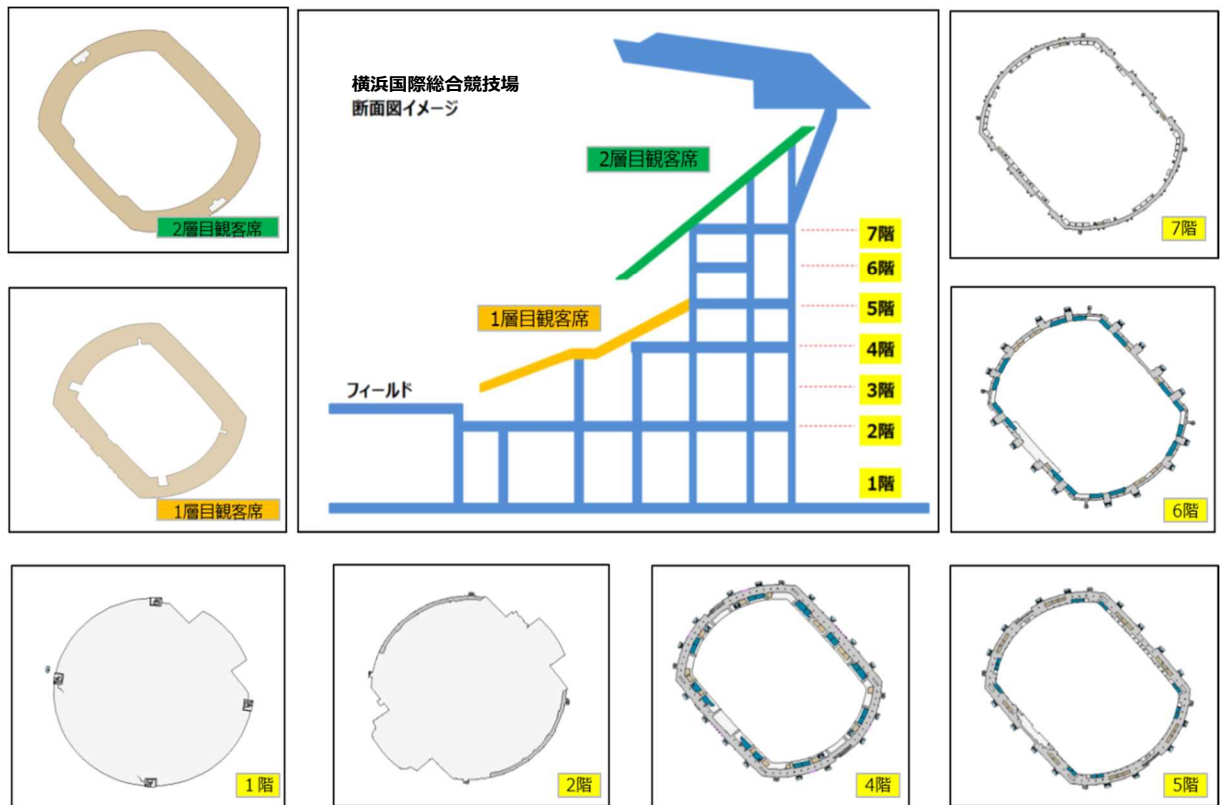 横浜国際総合競技場
断面図イメージ
2層目観客席
2層目観客席
7階
7階
6階
5階
1層目観客席
4階
フィールド
3階
2階
1層目観客席
6階
1階
1階
2階
4階
5階